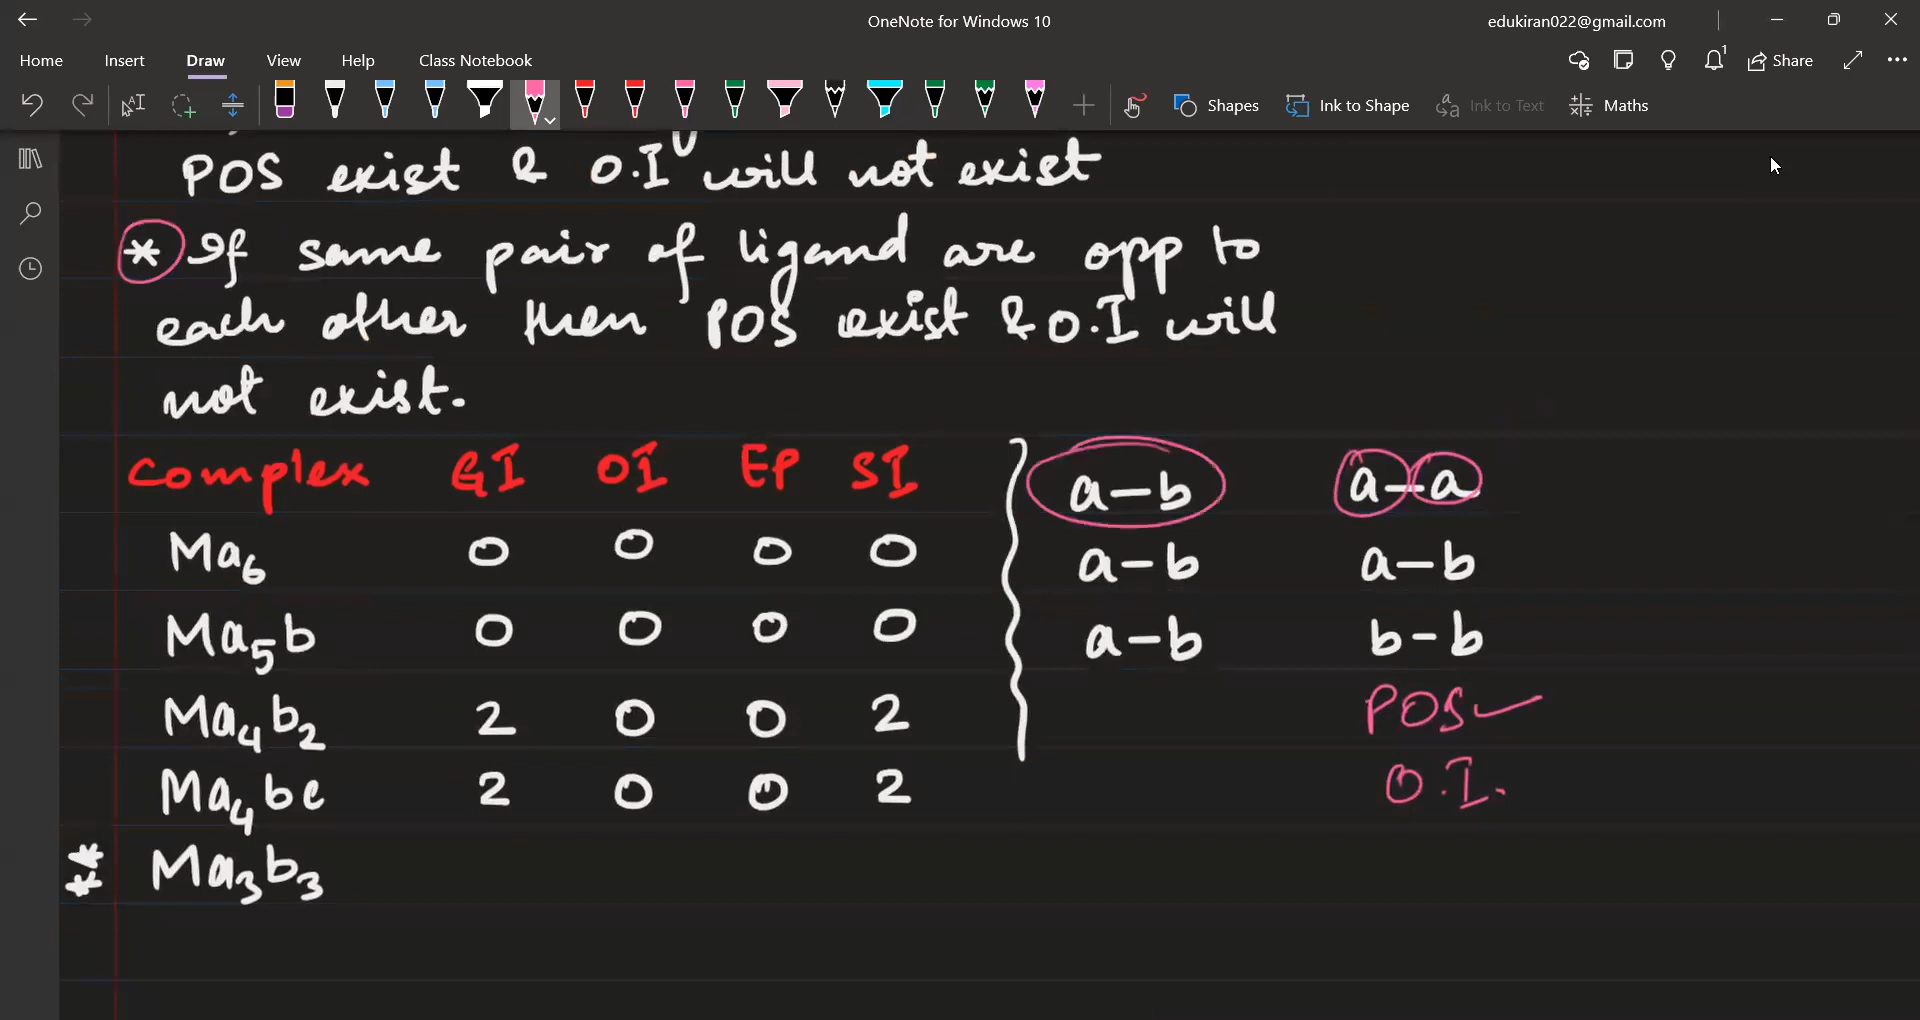 OneNote for Windows 10
edukiran022@gmail.com
Home Insert Draw View Help Class Notebook
1 Share
Shapes Ink to Shape Ink to Text Maths
POS exist & O.I will not exist
* If same pair of ligand are opp to
each other then POS exist & O.I will
not exist.
Complex GI OI EP SI
Ma6 0 0 0 0
Ma5b 0 0 0 0
Ma4b2 2 0 0 2
Ma4bc 2 0 0 2
** Ma3b3
a-b a-a
a-b a-b
a-b b-b
POS ✓
O.I.